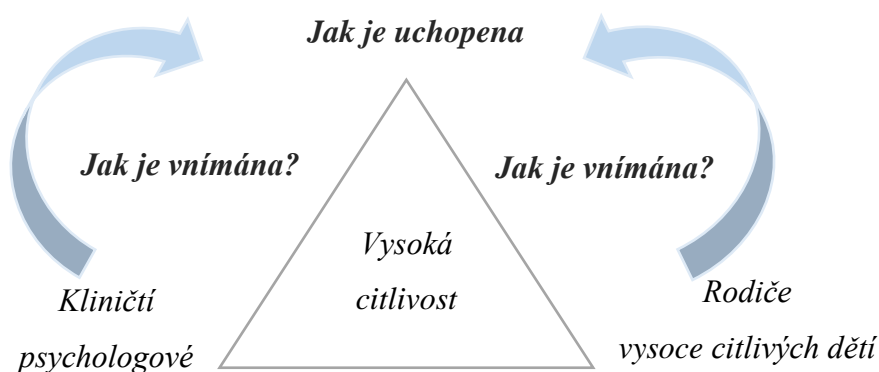 Jak je uchopena
Jak je vnímána?
Jak je vnímána?
Vysoká
citlivost
Kliničtí
psychologové
Rodiče
vysoce citlivých dětí